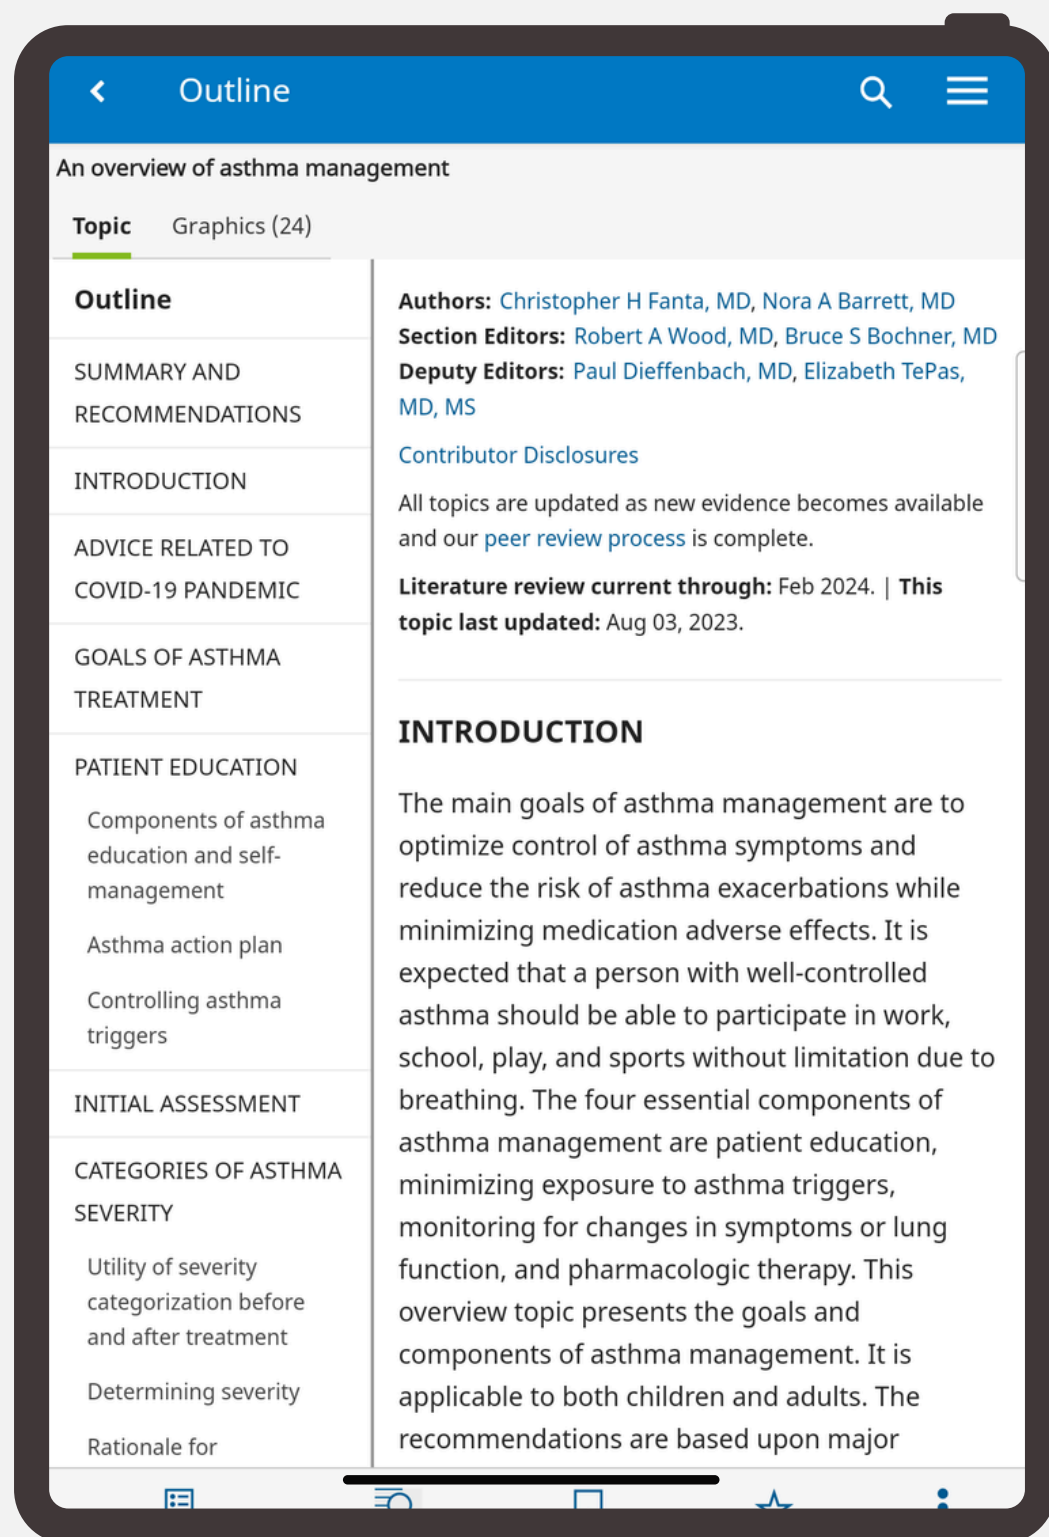 Outline
An overview of asthma management
Topic
Graphics (24)
Outline
SUMMARY AND
RECOMMENDATIONS
INTRODUCTION
ADVICE RELATED TO
COVID-19 PANDEMIC
GOALS OF ASTHMA
TREATMENT
PATIENT EDUCATION
Components of asthma
education and self-
management
Asthma action plan
Controlling asthma
triggers
INITIAL ASSESSMENT
CATEGORIES OF ASTHMA
SEVERITY
Utility of severity
categorization before
and after treatment
Determining severity
Rationale for
Authors: Christopher H Fanta, MD, Nora A Barrett, MD
Section Editors: Robert A Wood, MD, Bruce S Bochner, MD
Deputy Editors: Paul Dieffenbach, MD, Elizabeth TePas,
MD, MS
Contributor Disclosures
All topics are updated as new evidence becomes available
and our peer review process is complete.
Literature review current through: Feb 2024. | This
topic last updated: Aug 03, 2023.
INTRODUCTION
The main goals of asthma management are to
optimize control of asthma symptoms and
reduce the risk of asthma exacerbations while
minimizing medication adverse effects. It is
expected that a person with well-controlled
asthma should be able to participate in work,
school, play, and sports without limitation due to
breathing. The four essential components of
asthma management are patient education,
minimizing exposure to asthma triggers,
monitoring for changes in symptoms or lung
function, and pharmacologic therapy. This
overview topic presents the goals and
components of asthma management. It is
applicable to both children and adults. The
recommendations are based upon major